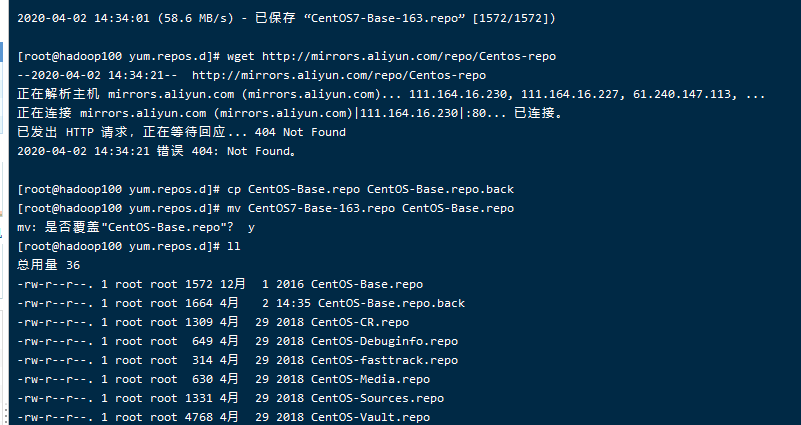 2020-04-02 14:34:01 (58.6 MB/s) - 已保存 “CentOS7-Base-163.repo” [1572/1572])
[root@hadoop100 yum.repos.d]# wget http://mirrors.aliyun.com/repo/Centos-repo
--2020-04-02 14:34:21--  http://mirrors.aliyun.com/repo/Centos-repo
正在解析主机 mirrors.aliyun.com (mirrors.aliyun.com)... 111.164.16.230, 111.164.16.227, 61.240.147.113, ...
正在连接 mirrors.aliyun.com (mirrors.aliyun.com)|111.164.16.230|:80... 已连接。
已发出 HTTP 请求，正在等待回应... 404 Not Found
2020-04-02 14:34:21 错误 404：Not Found。
[root@hadoop100 yum.repos.d]# cp CentOS-Base.repo CentOS-Base.repo.back
[root@hadoop100 yum.repos.d]# mv CentOS7-Base-163.repo CentOS-Base.repo
mv：是否覆盖"CentOS-Base.repo"？ y
[root@hadoop100 yum.repos.d]# ll
总用量 36
-rw-r--r--. 1 root root 1572 12月  1 2016 CentOS-Base.repo
-rw-r--r--. 1 root root 1664 4月   2 14:35 CentOS-Base.repo.back
-rw-r--r--. 1 root root 1309 4月  29 2018 CentOS-CR.repo
-rw-r--r--. 1 root root  649 4月  29 2018 CentOS-Debuginfo.repo
-rw-r--r--. 1 root root  314 4月  29 2018 CentOS-fasttrack.repo
-rw-r--r--. 1 root root  630 4月  29 2018 CentOS-Media.repo
-rw-r--r--. 1 root root 1331 4月  29 2018 CentOS-Sources.repo
-rw-r--r--. 1 root root 4768 4月  29 2018 CentOS-Vault.repo